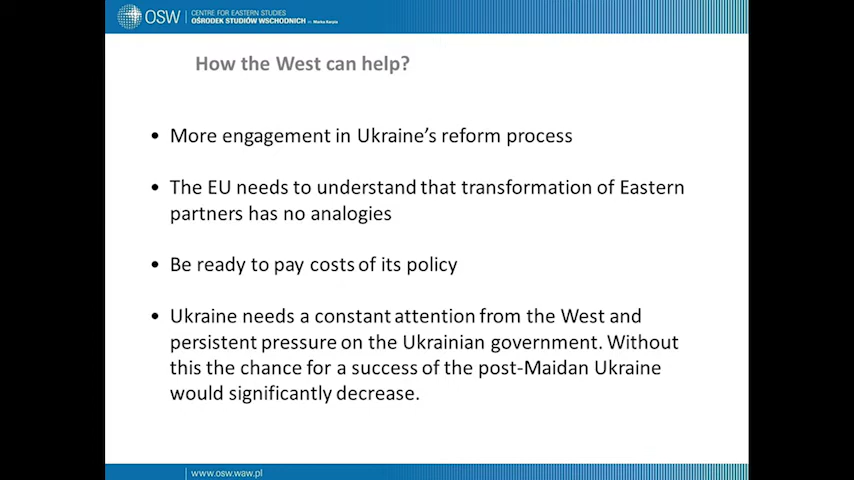 OSW
CENTRE FOR EASTERN STUDIES
OŚRODEK STUDIÓW WSCHODNICH im. Marka Karpia
How the West can help?
• More engagement in Ukraine's reform process
• The EU needs to understand that transformation of Eastern
partners has no analogies
• Be ready to pay costs of its policy
• Ukraine needs a constant attention from the West and
persistent pressure on the Ukrainian government. Without
this the chance for a success of the post-Maidan Ukraine
would significantly decrease.
www.osw.waw.pl